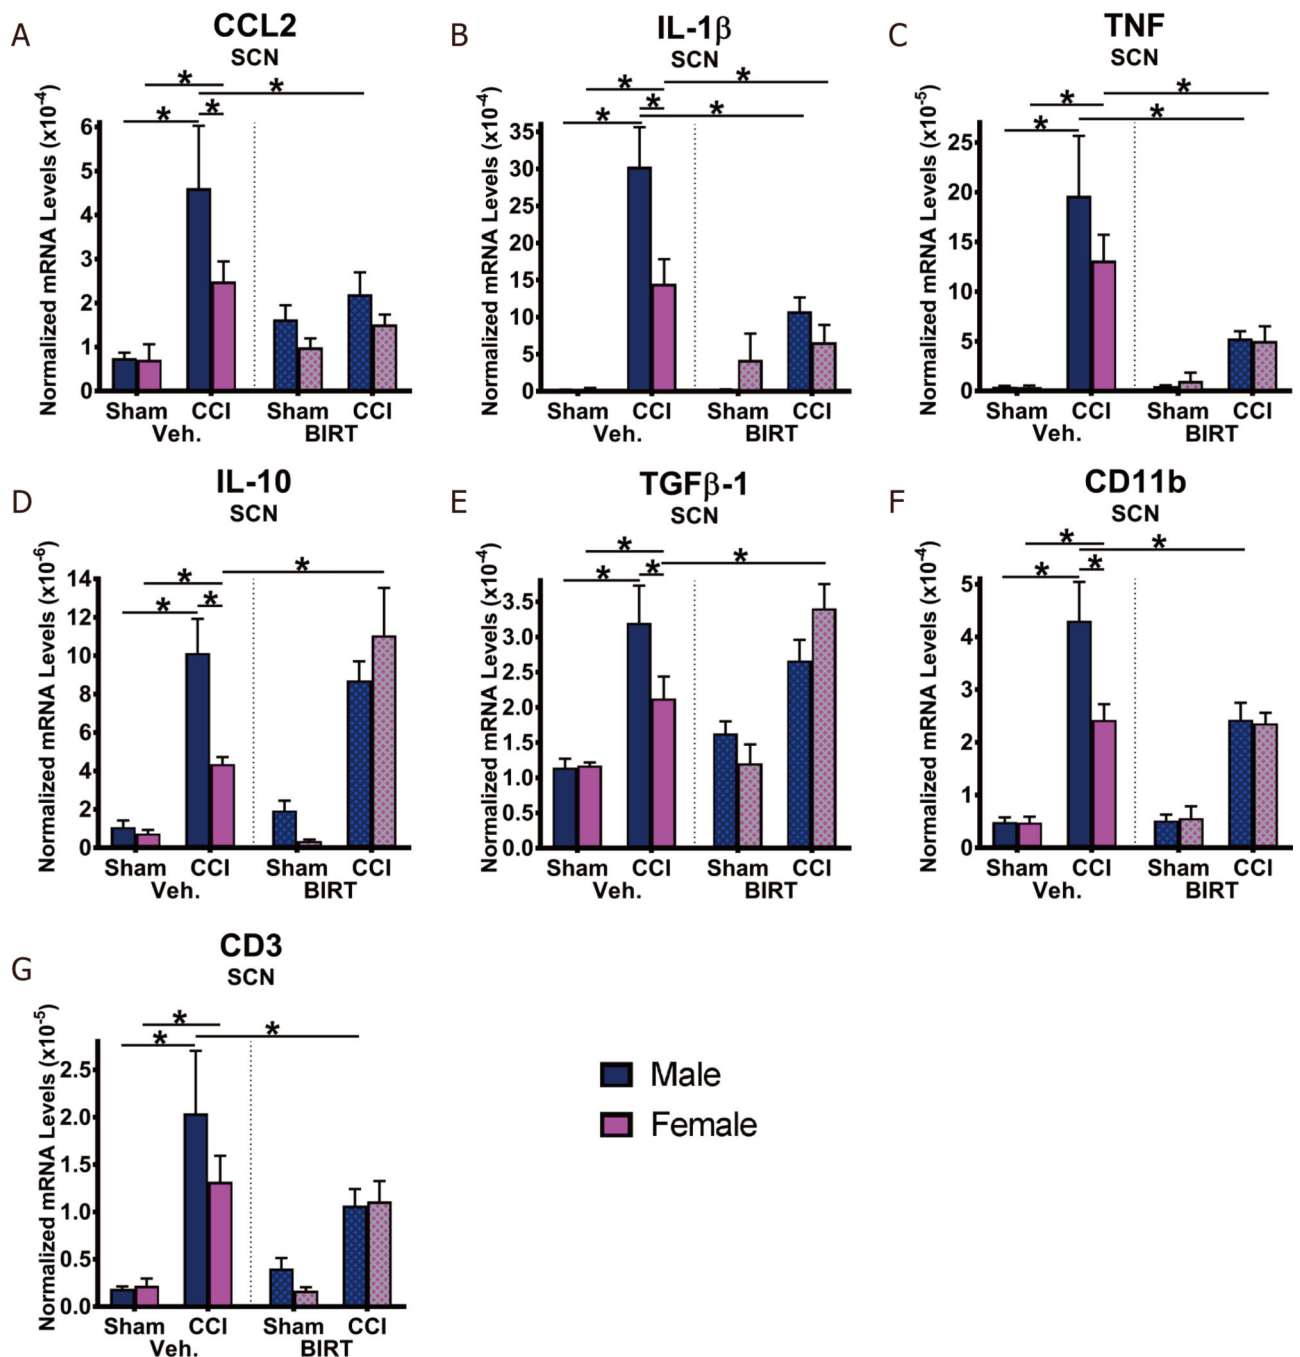 A
CCL2
SCN
Normalized mRNA Levels (x10⁻⁴)
* * * *
6
5
4
3
2
1
0
Sham CCI Sham CCI
Veh. BIRT
B
IL-1β
SCN
Normalized mRNA Levels (x10⁻⁴)
* * * * *
35
30
25
20
15
10
5
0
Sham CCI Sham CCI
Veh. BIRT
C
TNF
SCN
Normalized mRNA Levels (x10⁻⁵)
* * * *
25
20
15
10
5
0
Sham CCI Sham CCI
Veh. BIRT
D
IL-10
SCN
Normalized mRNA Levels (x10⁻⁶)
* * * *
14
12
10
8
6
4
2
0
Sham CCI Sham CCI
Veh. BIRT
E
TGFβ-1
SCN
Normalized mRNA Levels (x10⁻⁴)
* * * *
3.5
3.0
2.5
2.0
1.5
1.0
0.5
0.0
Sham CCI Sham CCI
Veh. BIRT
F
CD11b
SCN
Normalized mRNA Levels (x10⁻⁴)
* * * *
5
4
3
2
1
0
Sham CCI Sham CCI
Veh. BIRT
G
CD3
SCN
Normalized mRNA Levels (x10⁻⁵)
* * *
2.5
2.0
1.5
1.0
0.5
0.0
Sham CCI Sham CCI
Veh. BIRT
Male
Female